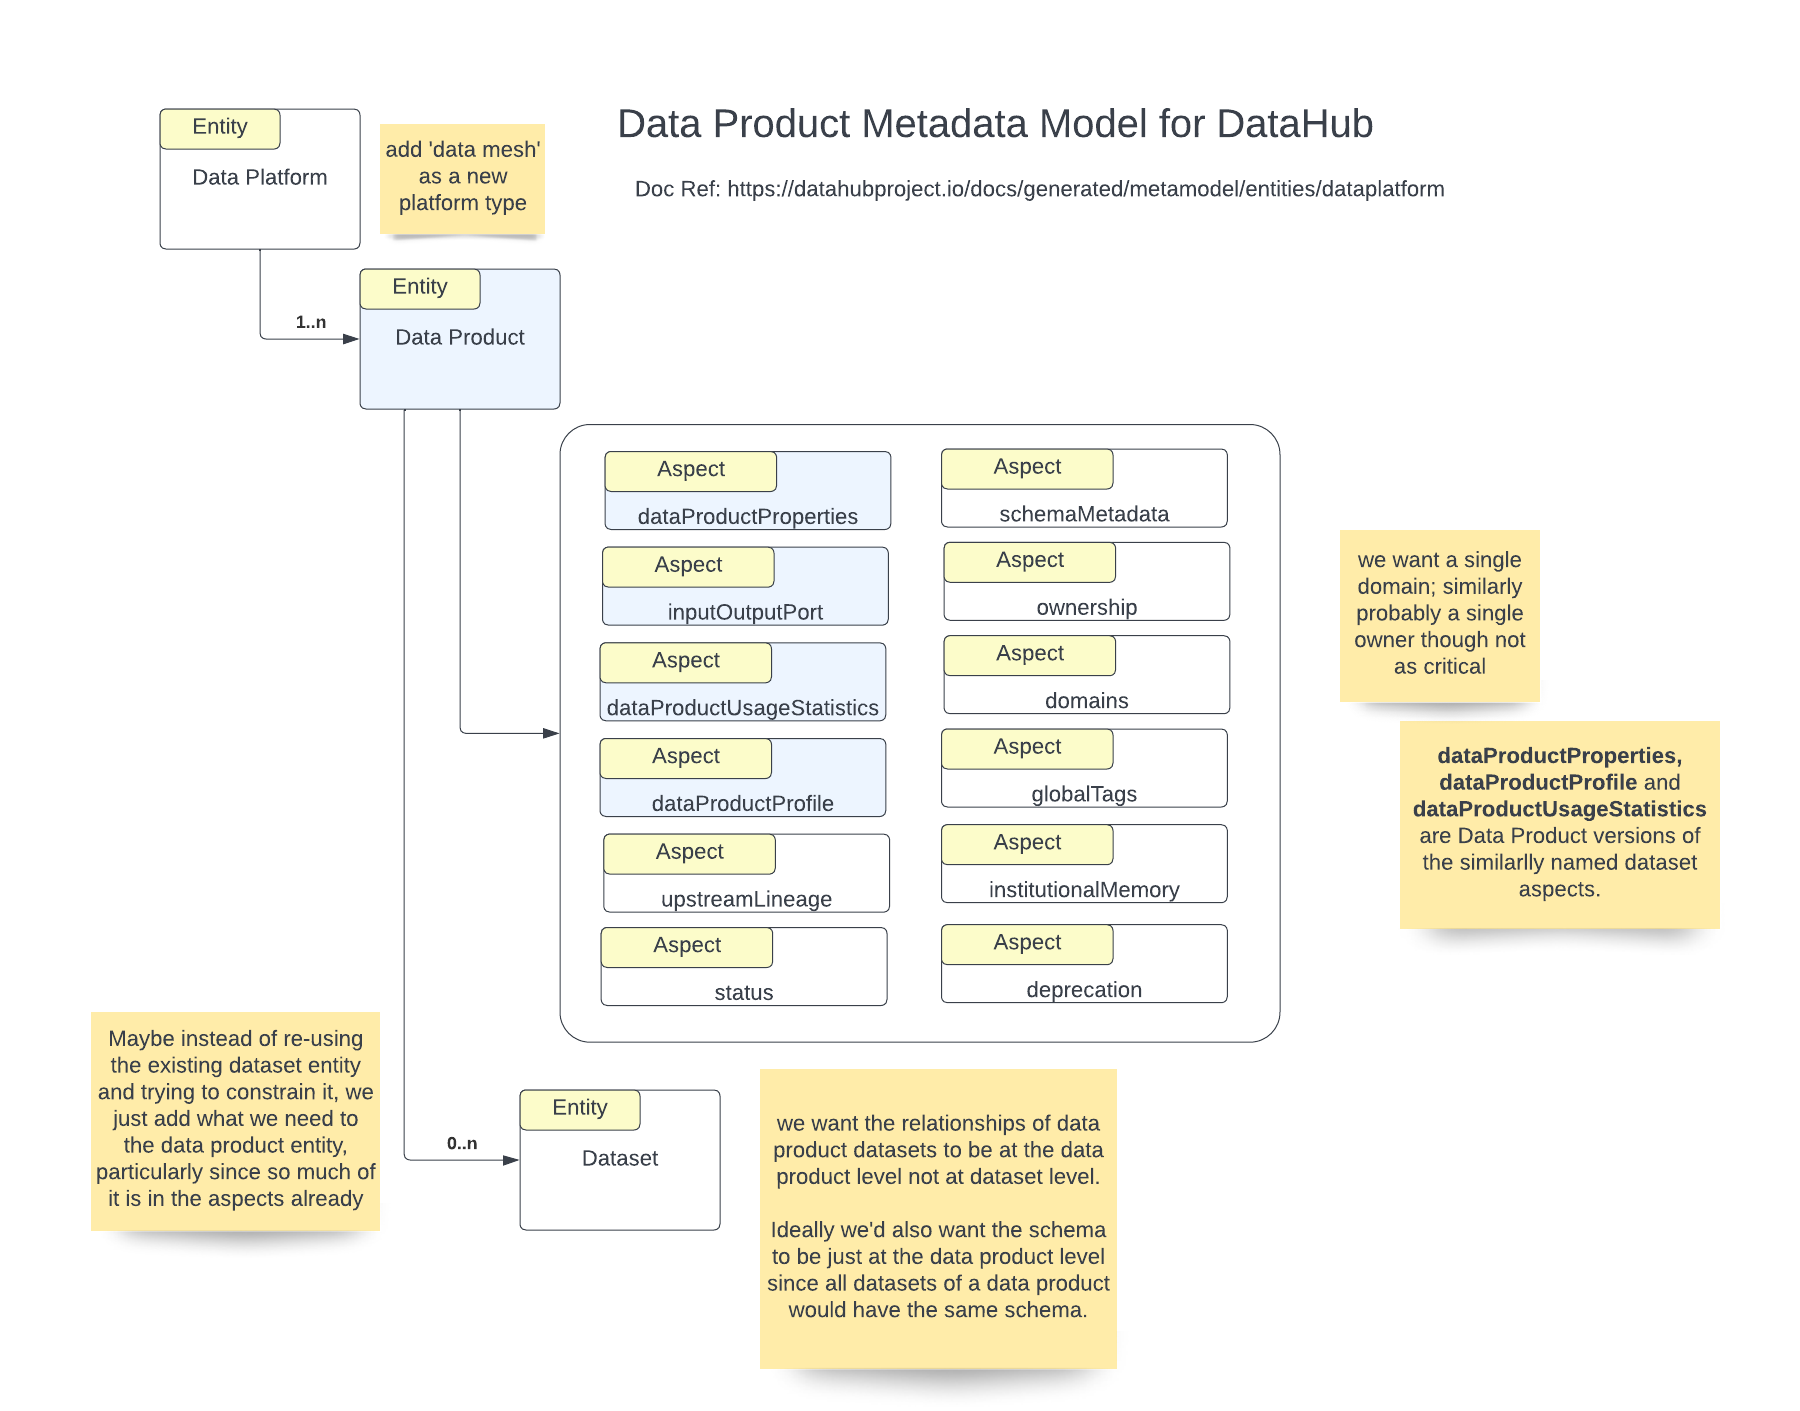 Data Product Metadata Model for DataHub
Doc Ref: https://datahubproject.io/docs/generated/metamodel/entities/dataplatform
Entity
Data Platform
add 'data mesh'
as a new
platform type
1..n
Entity
Data Product
Aspect
dataProductProperties
Aspect
inputOutputPort
Aspect
dataProductUsageStatistics
Aspect
dataProductProfile
Aspect
upstreamLineage
Aspect
status
Aspect
schemaMetadata
Aspect
ownership
Aspect
domains
Aspect
globalTags
Aspect
institutionalMemory
Aspect
deprecation
we want a single
domain; similarly
probably a single
owner though not
as critical
dataProductProperties,
dataProductProfile and
dataProductUsageStatistics
are Data Product versions of
the similarlly named dataset
aspects.
Maybe instead of re-using
the existing dataset entity
and trying to constrain it, we
just add what we need to
the data product entity,
particularly since so much of
it is in the aspects already
0..n
Entity
Dataset
we want the relationships of data
product datasets to be at the data
product level not at dataset level.
Ideally we'd also want the schema
to be just at the data product level
since all datasets of a data product
would have the same schema.